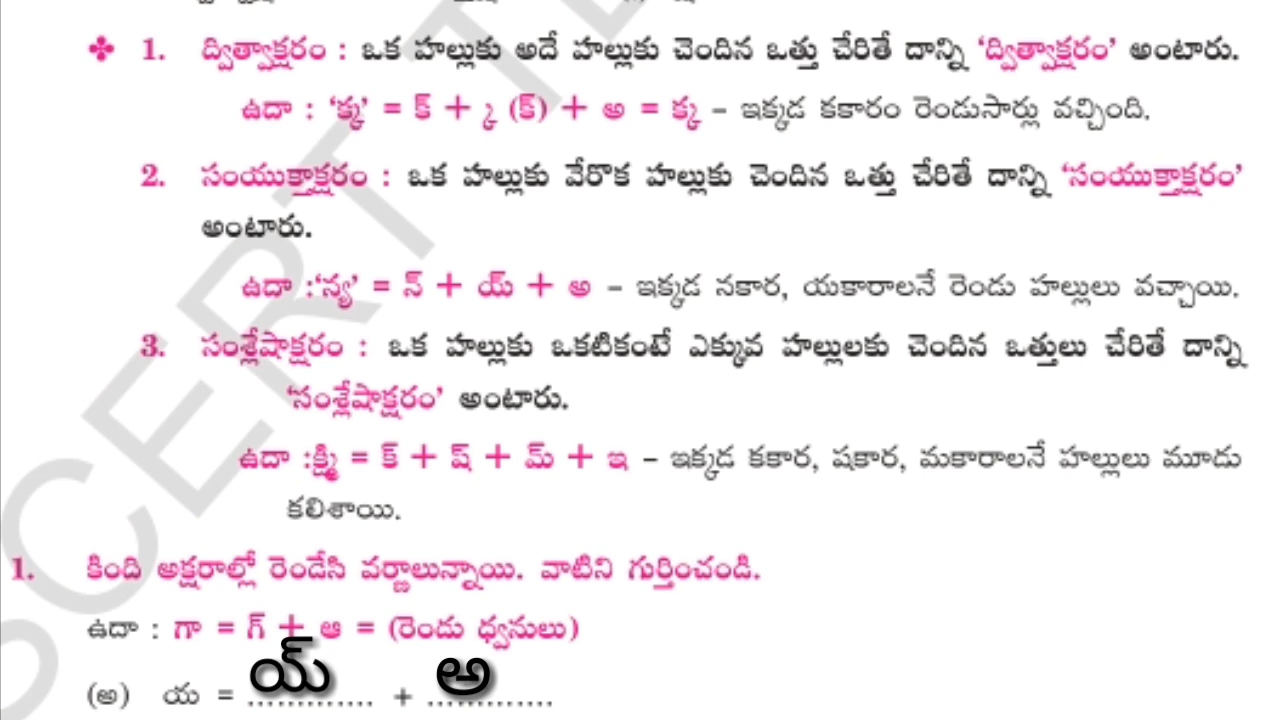 ❖ 1. ద్విత్వాక్షరం : ఒక హల్లుకు అదే హల్లుకు చెందిన ఒత్తు చేరితే దాన్ని ‘ద్విత్వాక్షరం’ అంటారు.
ఉదా : ‘క్క’ = క్ + ్క (క్) + అ = క్క – ఇక్కడ కకారం రెండుసార్లు వచ్చింది.
2. సంయుక్తాక్షరం : ఒక హల్లుకు వేరొక హల్లుకు చెందిన ఒత్తు చేరితే దాన్ని ‘సంయుక్తాక్షరం’
అంటారు.
ఉదా :‘న్య’ = న్ + య్ + అ – ఇక్కడ నకార, యకారాలనే రెండు హల్లులు వచ్చాయి.
3. సంశ్లేషాక్షరం : ఒక హల్లుకు ఒకటికంటే ఎక్కువ హల్లులకు చెందిన ఒత్తులు చేరితే దాన్ని
‘సంశ్లేషాక్షరం’ అంటారు.
ఉదా :క్ష్మి = క్ + ష్ + మ్ + ఇ – ఇక్కడ కకార, షకార, మకారాలనే హల్లులు మూడు
కలిశాయి.
1. కింది అక్షరాల్లో రెండేసి వర్ణాలున్నాయి. వాటిని గుర్తించండి.
ఉదా : గా = గ్ + ఆ = (రెండు ధ్వనులు)
(అ) య = య్ + అ